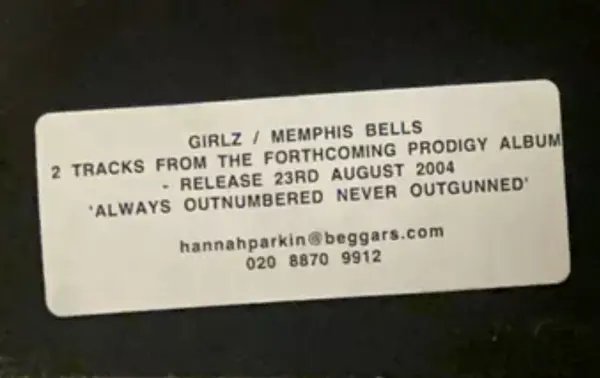 GIRLZ / MEMPHIS BELLS
2 TRACKS FROM THE FORTHCOMING PRODIGY ALBUM
- RELEASE 23RD AUGUST 2004
'ALWAYS OUTNUMBERED NEVER OUTGUNNED'
hannahparkin@beggars.com
020 8870 9912